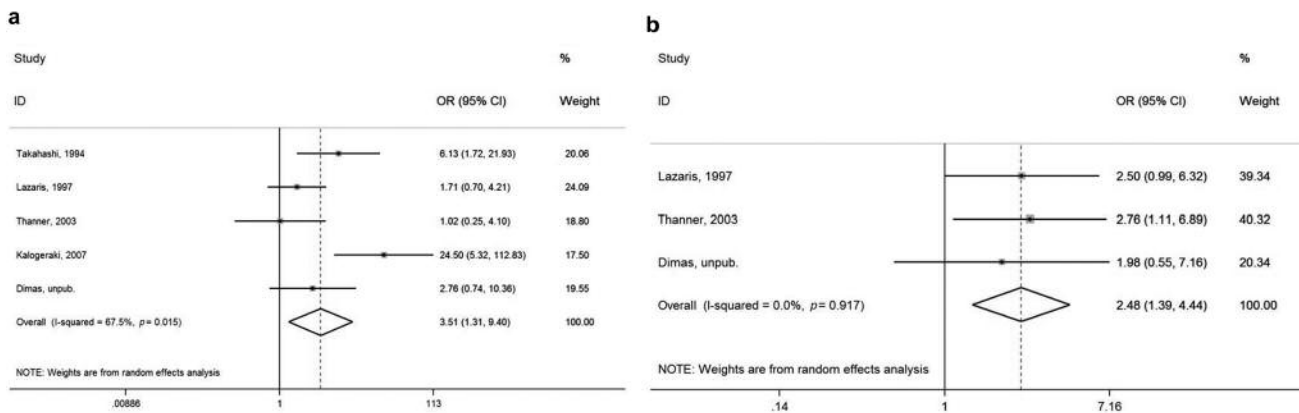 a
Study %
ID OR (95% CI) Weight
Takahashi, 1994 6.13 (1.72, 21.93) 20.06
Lazaris, 1997 1.71 (0.70, 4.21) 24.09
Thanner, 2003 1.02 (0.25, 4.10) 18.80
Kalogeraki, 2007 24.50 (5.32, 112.83) 17.50
Dimas, unpub. 2.76 (0.74, 10.36) 19.55
Overall (I-squared = 67.5%, p = 0.015) 3.51 (1.31, 9.40) 100.00
NOTE: Weights are from random effects analysis
.00886 1 113
b
Study %
ID OR (95% CI) Weight
Lazaris, 1997 2.50 (0.99, 6.32) 39.34
Thanner, 2003 2.76 (1.11, 6.89) 40.32
Dimas, unpub. 1.98 (0.55, 7.16) 20.34
Overall (I-squared = 0.0%, p = 0.917) 2.48 (1.39, 4.44) 100.00
NOTE: Weights are from random effects analysis
.14 1 7.16